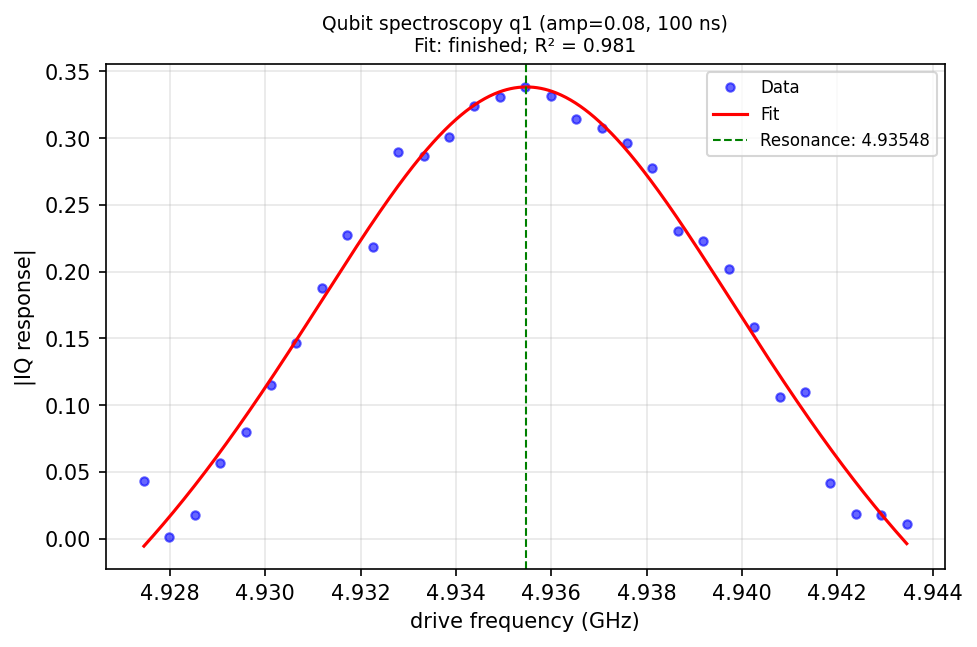 Qubit spectroscopy q1 (amp=0.08, 100 ns)
Fit: finished; R² = 0.981
|IQ response|
0.35
0.30
0.25
0.20
0.15
0.10
0.05
0.00
Data
Fit
Resonance: 4.93548
4.928 4.930 4.932 4.934 4.936 4.938 4.940 4.942 4.944
drive frequency (GHz)